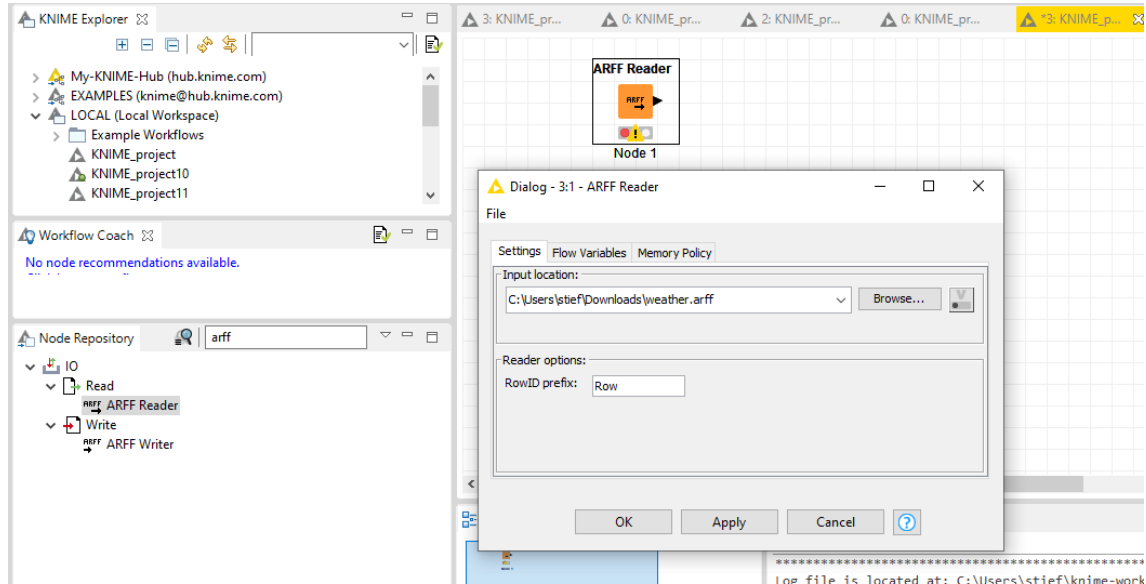 KNIME Explorer
My-KNIME-Hub (hub.knime.com)
EXAMPLES (knime@hub.knime.com)
LOCAL (Local Workspace)
Example Workflows
KNIME_project
KNIME_project10
KNIME_project11
Workflow Coach
No node recommendations available.
Node Repository
arff
IO
Read
ARFF ARFF Reader
Write
ARFF ARFF Writer
3: KNIME_pr...
0: KNIME_pr...
2: KNIME_pr...
0: KNIME_pr...
*3: KNIME_p...
ARFF Reader
ARFF
Node 1
Dialog - 3:1 - ARFF Reader
File
Settings
Flow Variables
Memory Policy
Input location:
C:\Users\stief\Downloads\weather.arff
Browse...
V
Reader options:
RowID prefix:
Row
OK
Apply
Cancel
?
*************************************************
Log file is located at: C:\Users\stief\knime-work